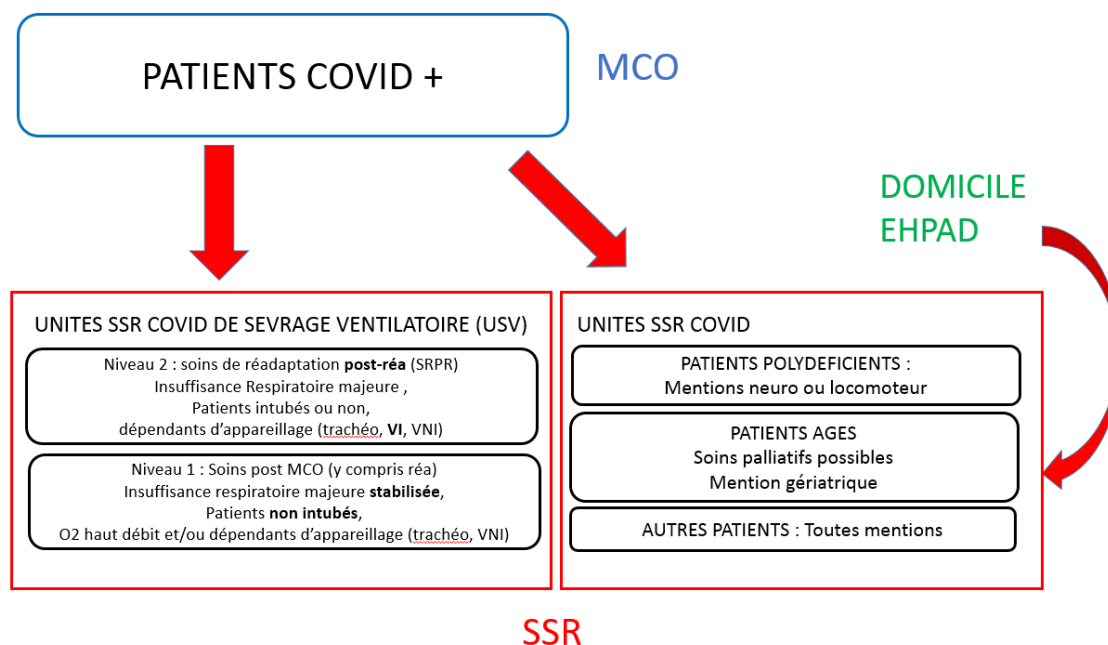 PATIENTS COVID +
MCO
DOMICILE
EHPAD
UNITES SSR COVID DE SEVRAGE VENTILATOIRE (USV)
Niveau 2 : soins de réadaptation post-réa (SRPR)
Insuffisance Respiratoire majeure ,
Patients intubés ou non,
dépendants d’appareillage (trachéo, VI, VNI)
Niveau 1 : Soins post MCO (y compris réa)
Insuffisance respiratoire majeure stabilisée,
Patients non intubés,
O2 haut débit et/ou dépendants d’appareillage (trachéo, VNI)
UNITES SSR COVID
PATIENTS POLYDEFICIENTS :
Mentions neuro ou locomoteur
PATIENTS AGES
Soins palliatifs possibles
Mention gériatrique
AUTRES PATIENTS : Toutes mentions
SSR